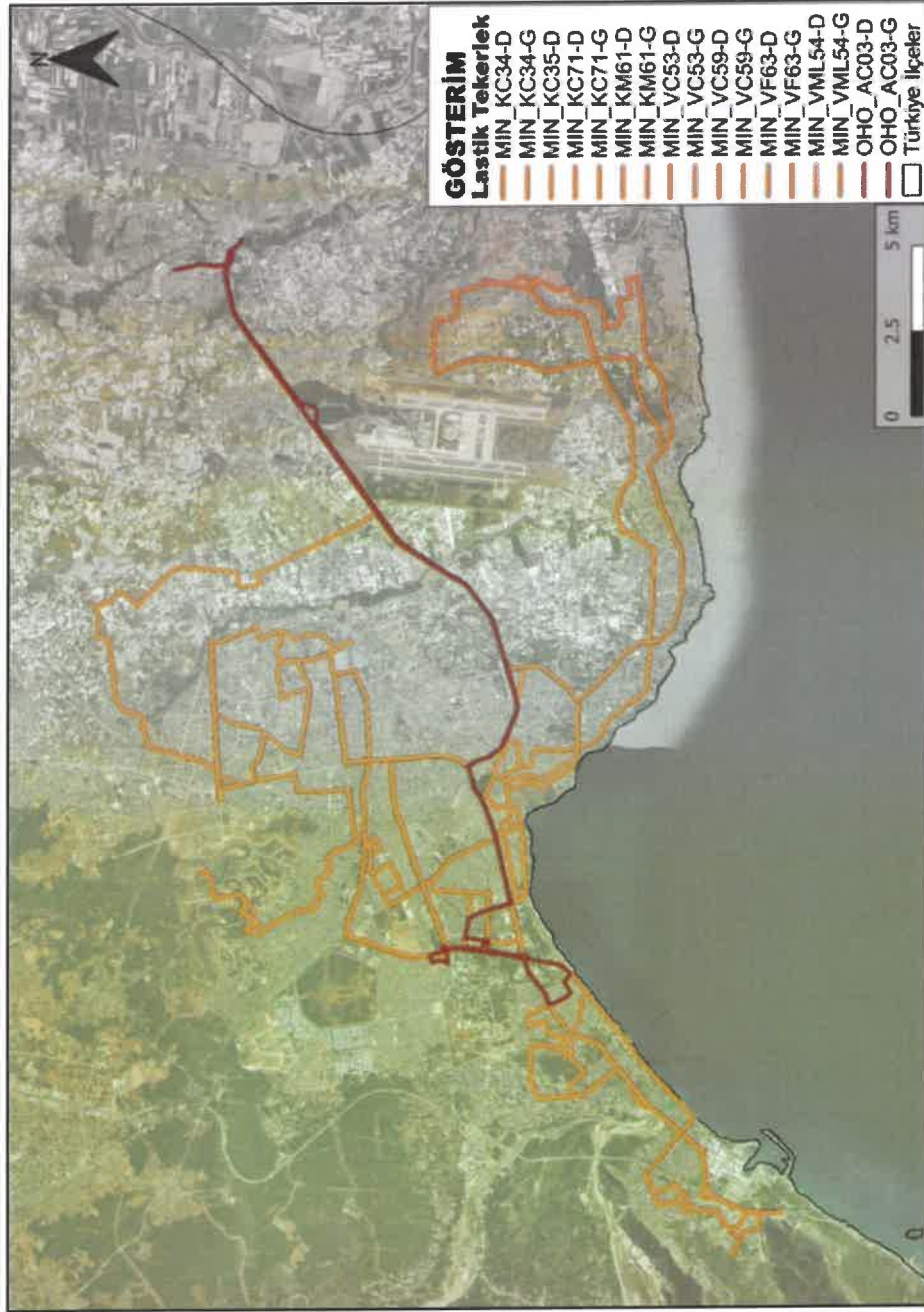 N
GÖSTERİM
Lastik Tekerlek
MIN_KC34-D
MIN_KC34-G
MIN_KC35-D
MIN_KC71-D
MIN_KC71-G
MIN_KM61-D
MIN_KM61-G
MIN_VC53-D
MIN_VC53-G
MIN_VC59-D
MIN_VC59-G
MIN_VF63-D
MIN_VF63-G
MIN_VML54-D
MIN_VML54-G
OHO_AC03-D
OHO_AC03-G
Türkiye İlçeler
0 2.5 5 km
0